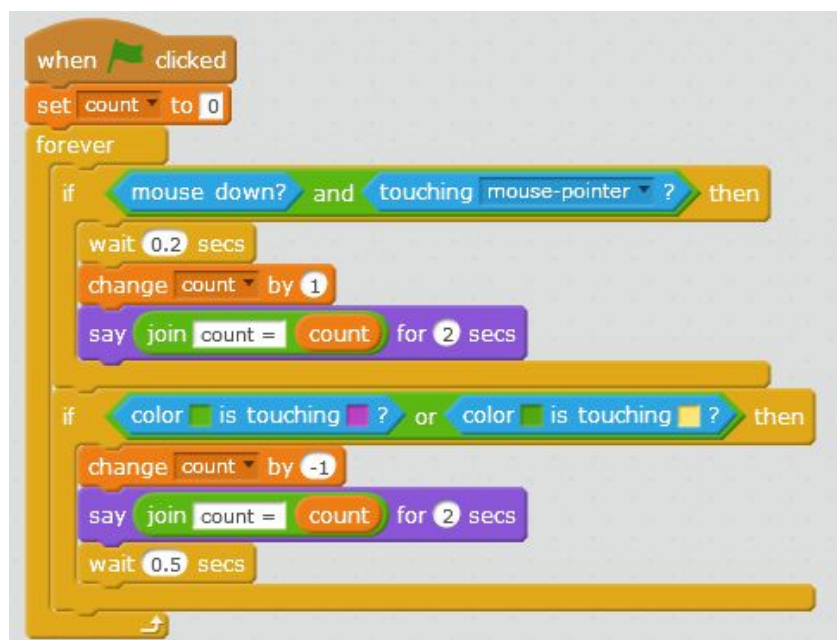 when clicked
set count to 0
forever
if mouse down? and touching mouse-pointer ? then
wait 0.2 secs
change count by 1
say join count = count for 2 secs
if color is touching ? or color is touching ? then
change count by -1
say join count = count for 2 secs
wait 0.5 secs